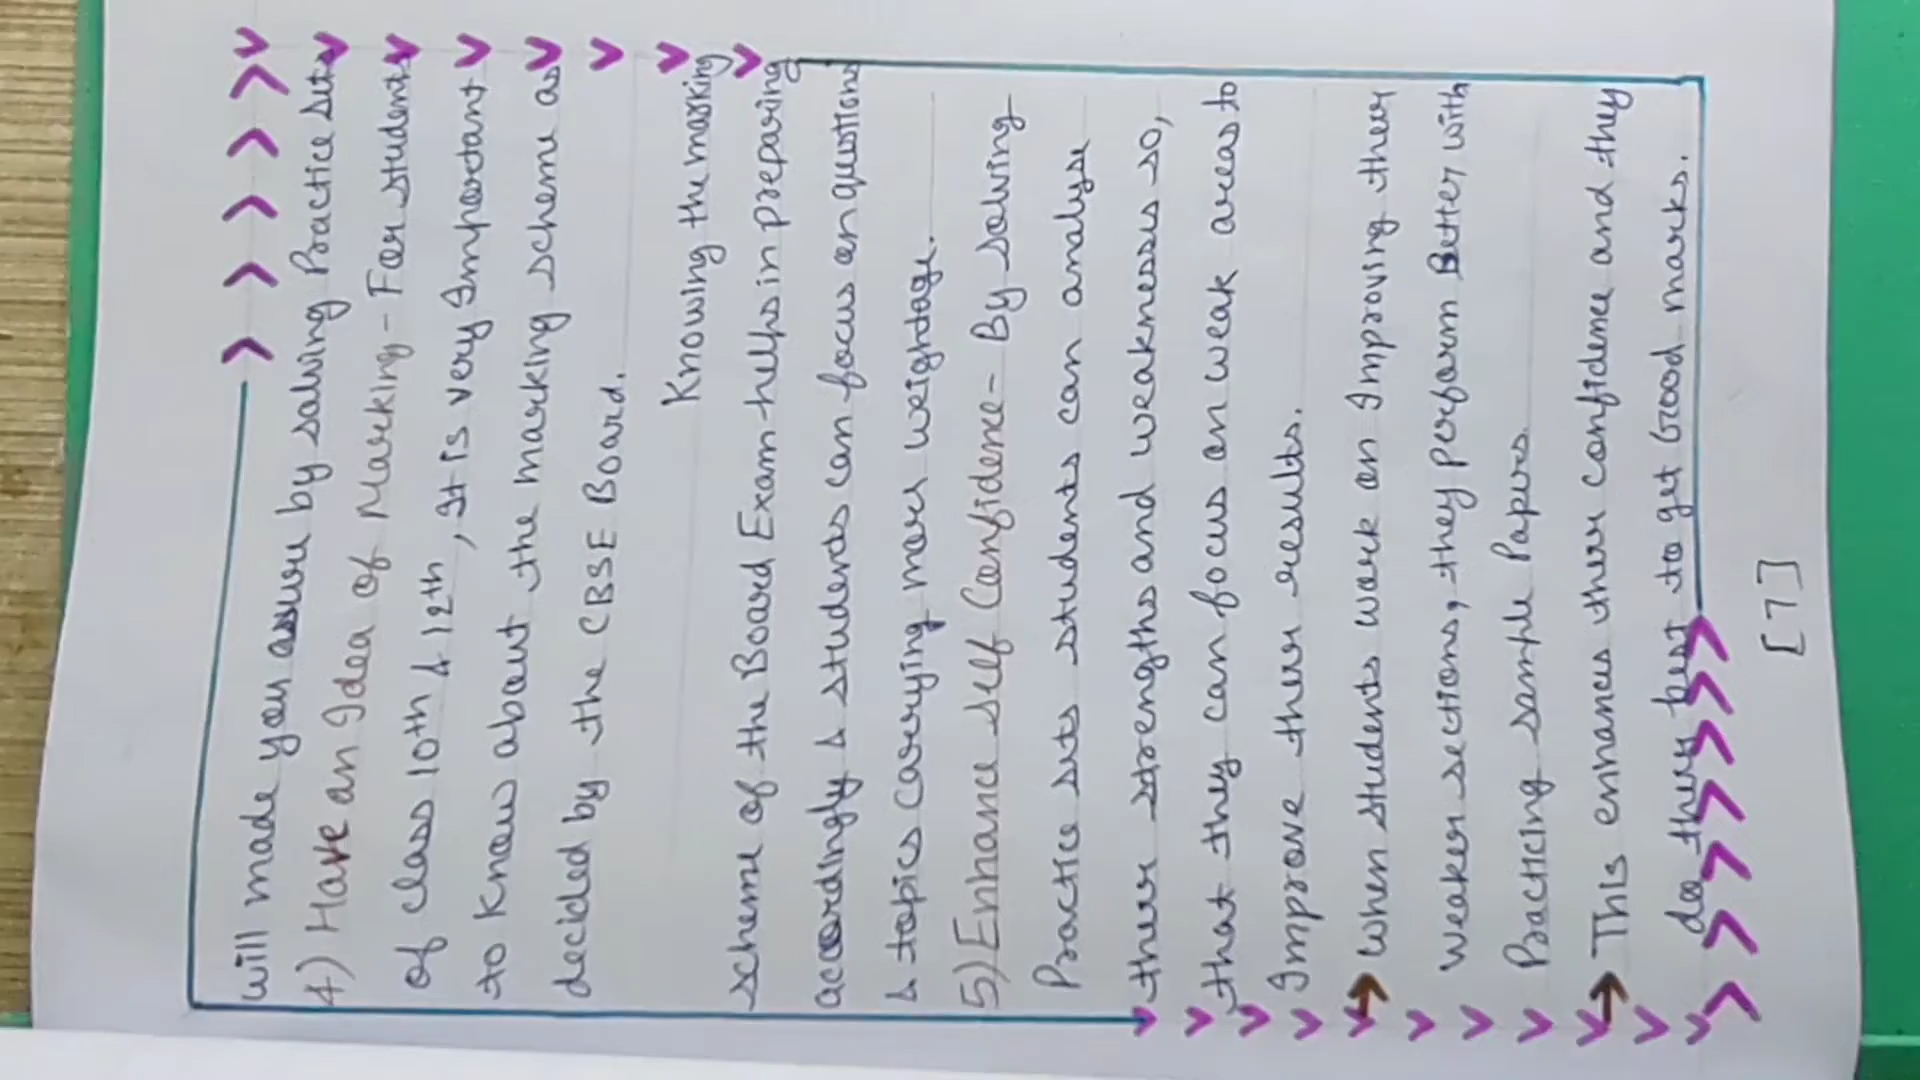 will made you assure by solving Practice sets
4) Have an Idea of Marking - For students
of class 10th & 12th, It is very Important
to know about the marking scheme as
decided by the CBSE Board.
Knowing the marking
scheme of the Board Exam helps in preparing
accordingly & students can focus on questions
& topics carrying more weightage.
5) Enhance Self Confidence - By solving
Practice sets students can analyse
their strengths and weaknesses so,
that they can focus on weak areas to
Improve their results.
→ When students work on Improving their
weaker sections, they perform Better with
Practicing sample Papers.
→ This enhances their confidence and they
do they best to get Good marks.
[7]